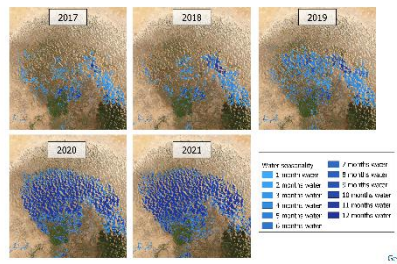 2017
2018
2019
2020
2021
Water seasonality
1 month water
2 months water
3 months water
4 months water
5 months water
6 months water
7 months water
8 months water
9 months water
10 months water
11 months water
12 months water